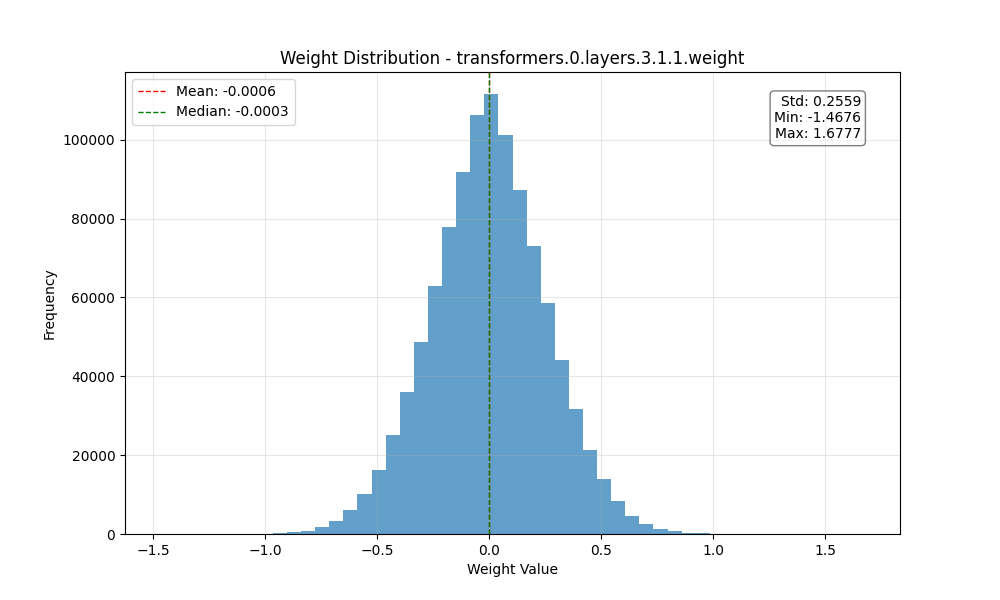 Weight Distribution - transformers.0.layers.3.1.1.weight
Mean: -0.0006
Median: -0.0003
Std: 0.2559
Min: -1.4676
Max: 1.6777
Frequency
100000
80000
60000
40000
20000
0
−1.5 −1.0 −0.5 0.0 0.5 1.0 1.5
Weight Value